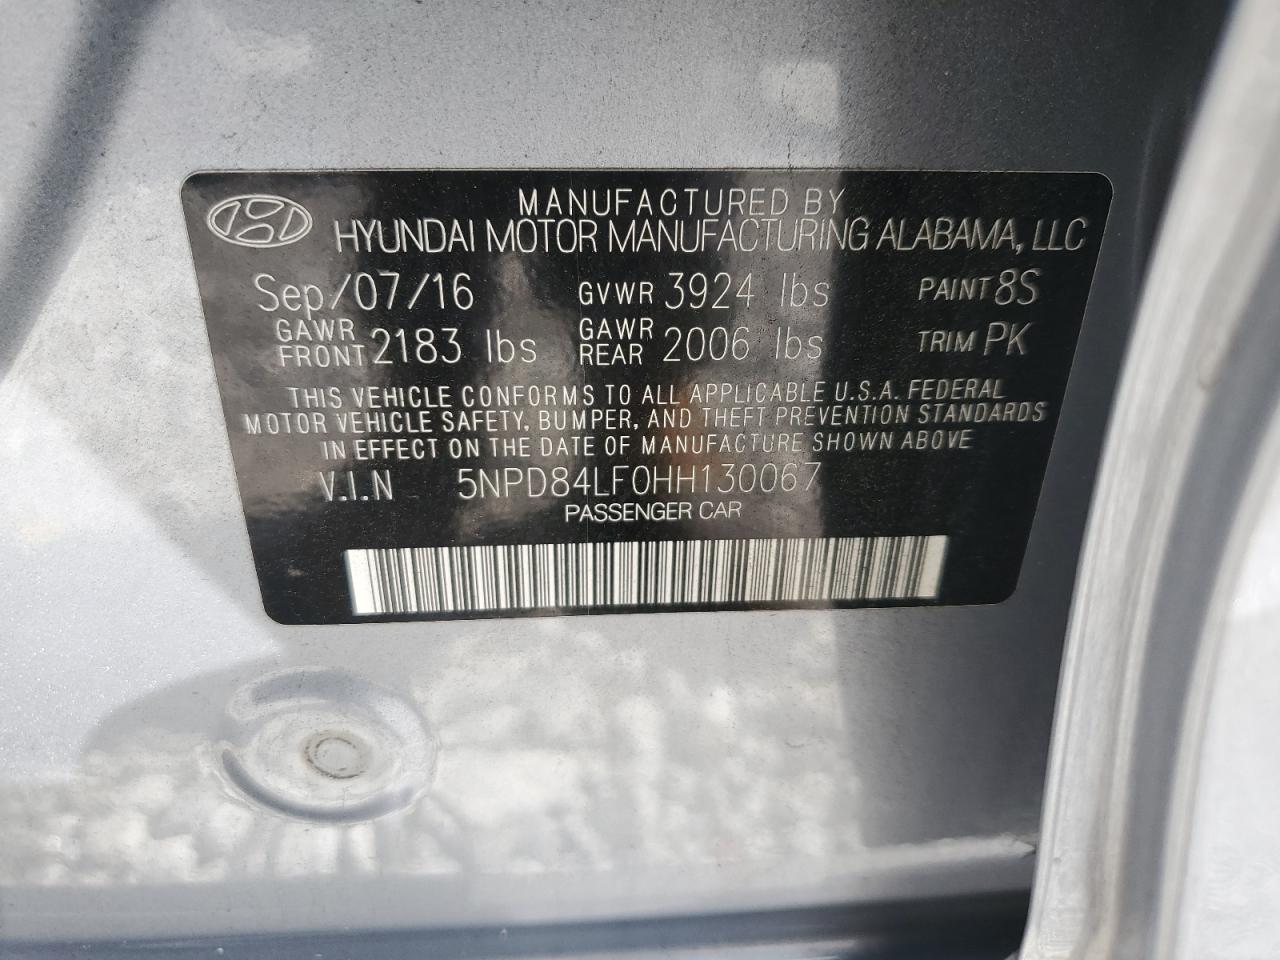 MANUFACTURED BY
HYUNDAI MOTOR MANUFACTURING ALABAMA, LLC
Sep/07/16 GVWR 3924 lbs PAINT 8S
GAWR FRONT 2183 lbs GAWR REAR 2006 lbs TRIM PK
THIS VEHICLE CONFORMS TO ALL APPLICABLE U.S.A. FEDERAL
MOTOR VEHICLE SAFETY, BUMPER, AND THEFT PREVENTION STANDARDS
IN EFFECT ON THE DATE OF MANUFACTURE SHOWN ABOVE
V.I.N 5NPD84LF0HH130067
PASSENGER CAR